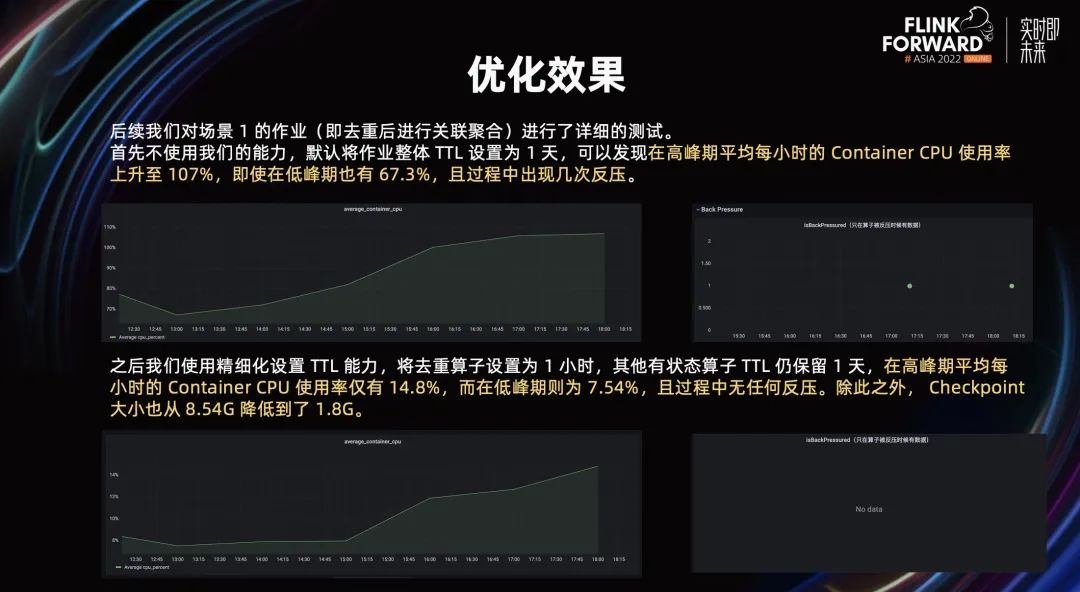 FLINK
FORWARD
# ASIA 2022 ONLINE
实时即
未来
优化效果
后续我们对场景 1 的作业（即去重后进行关联聚合）进行了详细的测试。
首先不使用我们的能力，默认将作业整体 TTL 设置为 1 天，可以发现在高峰期平均每小时的 Container CPU 使用率
上升至 107%，即使在低峰期也有 67.3%，且过程中出现几次反压。
average_container_cpu
110%
100%
90%
80%
70%
12:30 12:45 13:00 13:15 13:30 13:45 14:00 14:15 14:30 14:45 15:00 15:15 15:30 15:45 16:00 16:15 16:30 16:45 17:00 17:15 17:30 17:45 18:00 18:15
Average cpu_percent
Back Pressure
isBackPressured（只在算子被反压时候有数据）
2
1.50
1
0.500
0
15:30 15:45 16:00 16:15 16:30 16:45 17:00 17:15 17:30 17:45 18:00 18:15
之后我们使用精细化设置 TTL 能力，将去重算子设置为 1 小时，其他有状态算子 TTL 仍保留 1 天，在高峰期平均每
小时的 Container CPU 使用率仅有 14.8%，而在低峰期则为 7.54%，且过程中无任何反压。除此之外， Checkpoint
大小也从 8.54G 降低到了 1.8G。
average_container_cpu
14%
12%
10%
8%
12:30 12:45 13:00 13:15 13:30 13:45 14:00 14:15 14:30 14:45 15:00 15:15 15:30 15:45 16:00 16:15 16:30 16:45 17:00 17:15 17:30 17:45 18:00 18:15
Average cpu_percent
isBackPressured（只在算子被反压时候有数据）
No data